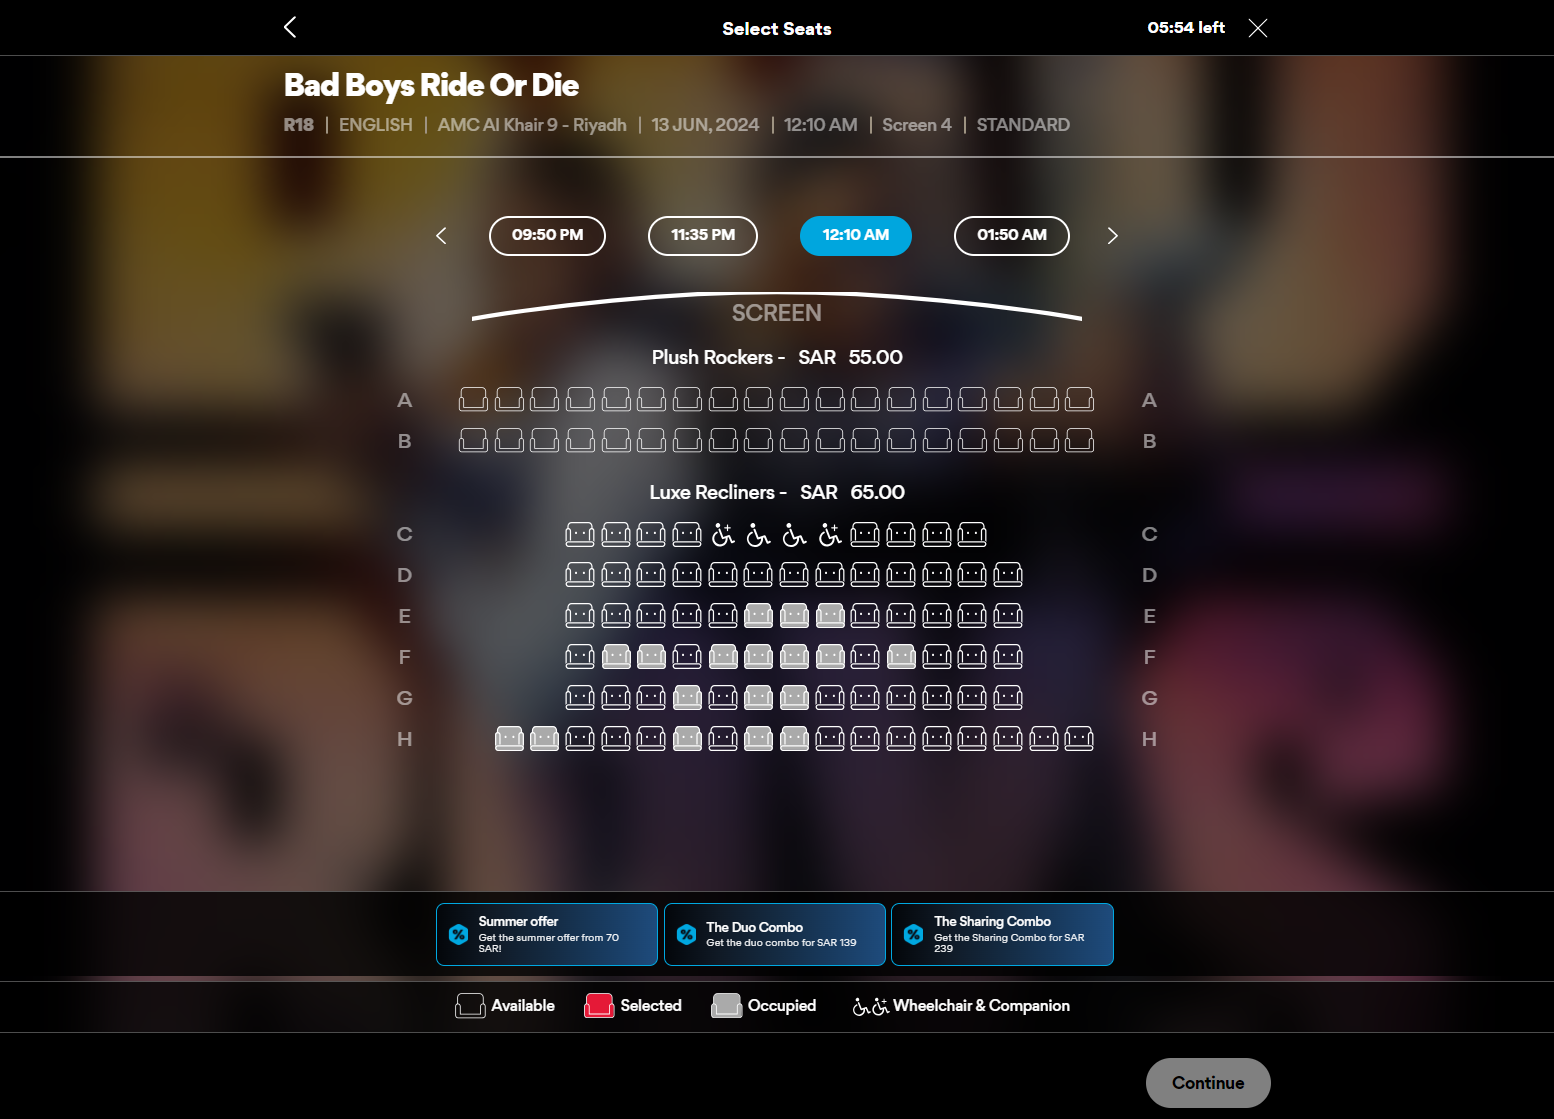 Select Seats
05:54 left
Bad Boys Ride Or Die
R18 | ENGLISH | AMC Al Khair 9 - Riyadh | 13 JUN, 2024 | 12:10 AM | Screen 4 | STANDARD
09:50 PM
11:35 PM
12:10 AM
01:50 AM
SCREEN
Plush Rockers - SAR 55.00
A A
B B
Luxe Recliners - SAR 65.00
C C
D D
E E
F F
G G
H H
Summer offer
Get the summer offer from 70
SAR!
The Duo Combo
Get the duo combo for SAR 139
The Sharing Combo
Get the Sharing Combo for SAR
239
Available
Selected
Occupied
Wheelchair & Companion
Continue